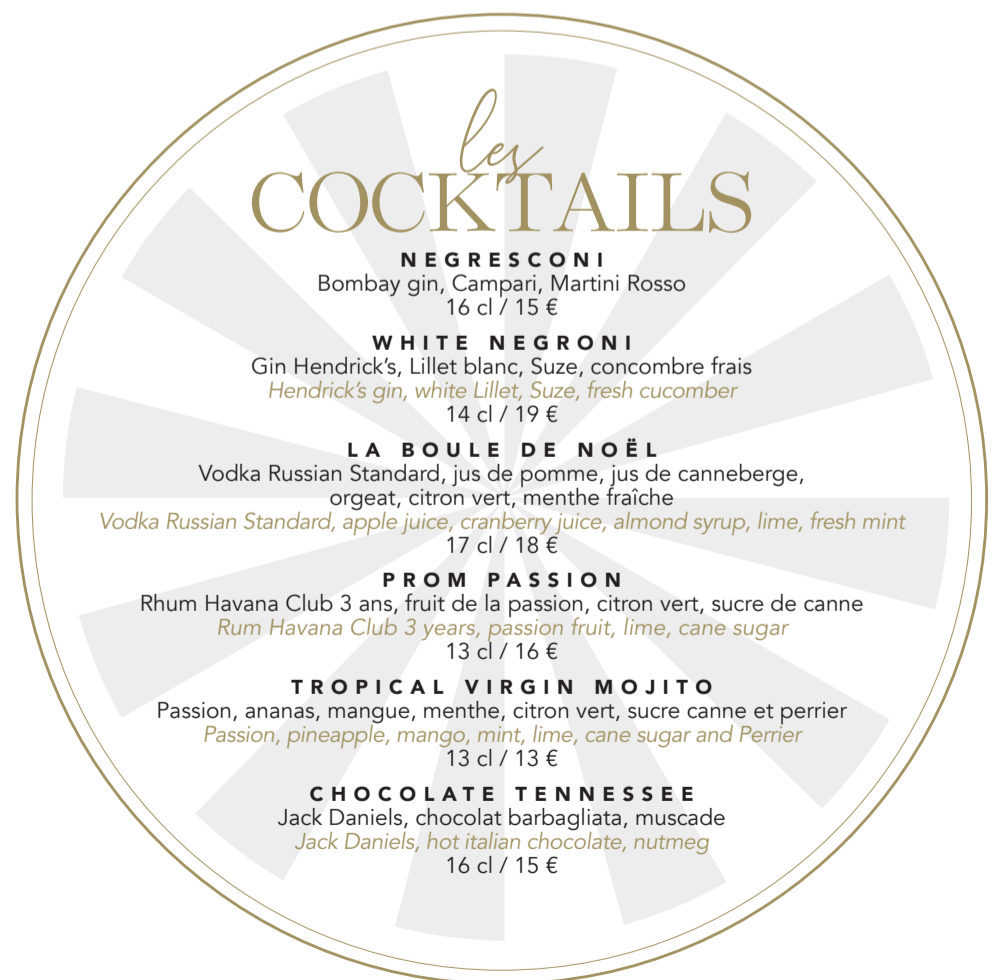 les
COCKTAILS
NEGRESCONI
Bombay gin, Campari, Martini Rosso
16 cl / 15 €
WHITE NEGRONI
Gin Hendrick's, Lillet blanc, Suze, concombre frais
Hendrick's gin, white Lillet, Suze, fresh cucomber
14 cl / 19 €
LA BOULE DE NOËL
Vodka Russian Standard, jus de pomme, jus de canneberge,
orgeat, citron vert, menthe fraîche
Vodka Russian Standard, apple juice, cranberry juice, almond syrup, lime, fresh mint
17 cl / 18 €
PROM PASSION
Rhum Havana Club 3 ans, fruit de la passion, citron vert, sucre de canne
Rum Havana Club 3 years, passion fruit, lime, cane sugar
13 cl / 16 €
TROPICAL VIRGIN MOJITO
Passion, ananas, mangue, menthe, citron vert, sucre canne et perrier
Passion, pineapple, mango, mint, lime, cane sugar and Perrier
13 cl / 13 €
CHOCOLATE TENNESSEE
Jack Daniels, chocolat barbagliata, muscade
Jack Daniels, hot italian chocolate, nutmeg
16 cl / 15 €